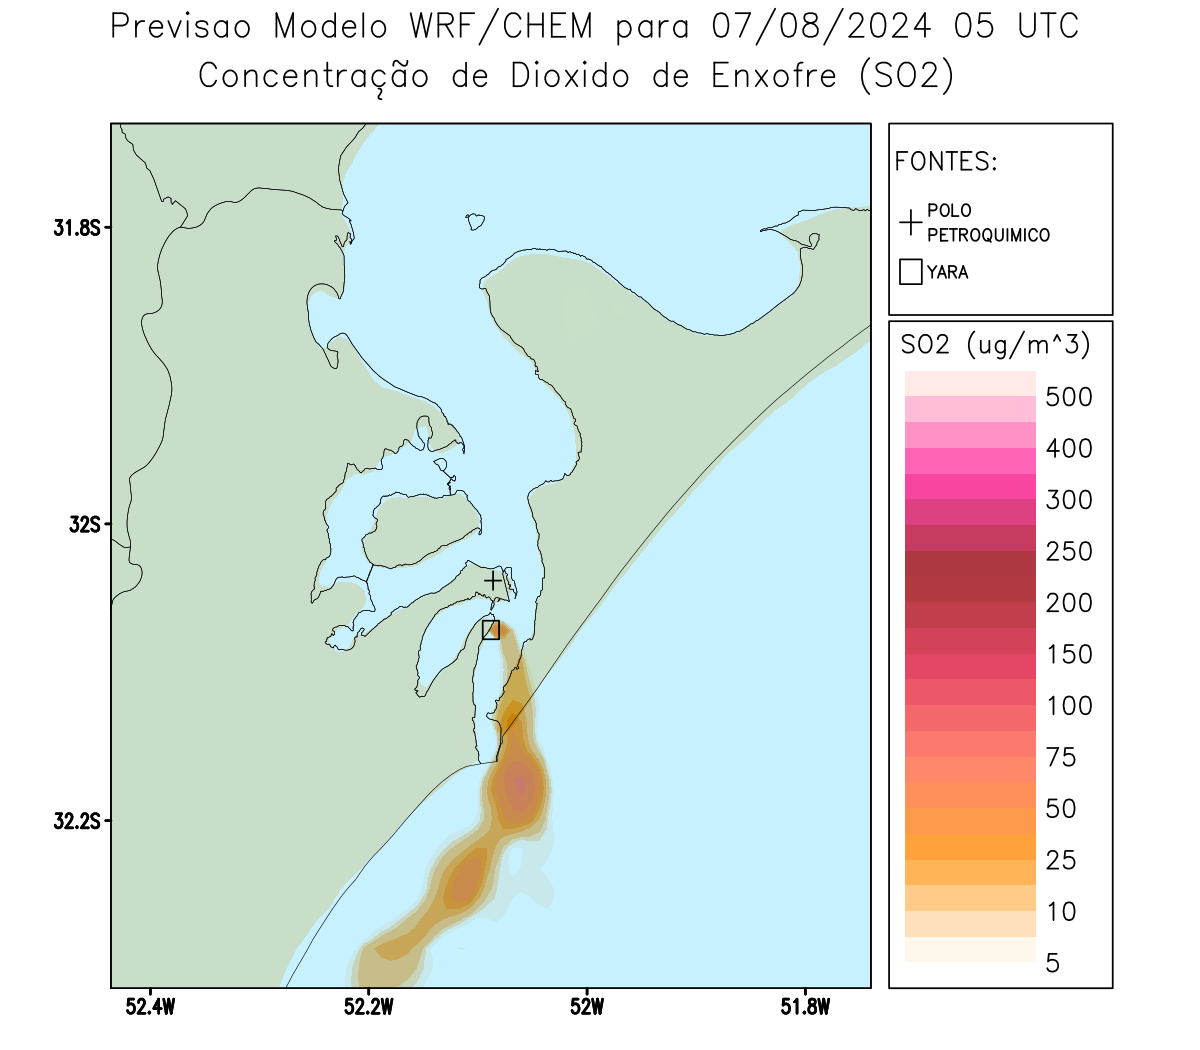 Previsao Modelo WRF/CHEM para 07/08/2024 05 UTC
Concentração de Dioxido de Enxofre (SO2)
FONTES:
POLO
PETROQUIMICO
YARA
SO2 (ug/m^3)
500
400
300
250
200
150
100
75
50
25
10
5
31.8S
32S
32.2S
52.4W
52.2W
52W
51.8W